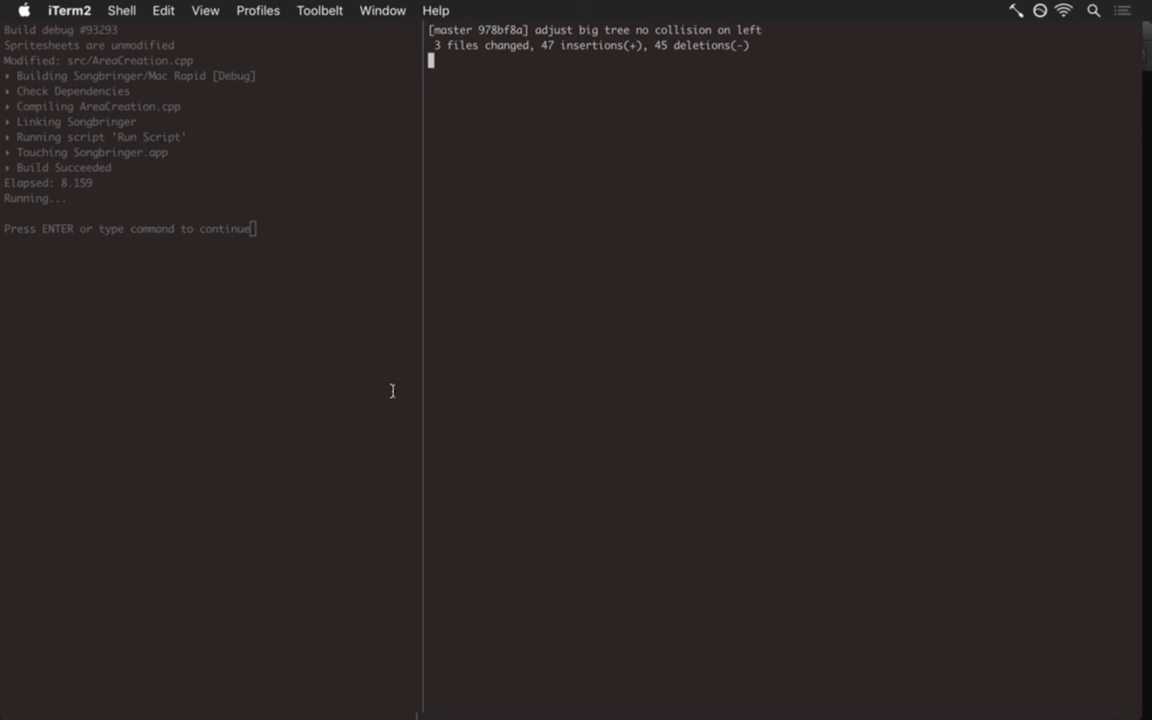 iTerm2 Shell Edit View Profiles Toolbelt Window Help
Build debug #93293
Spritesheets are unmodified
Modified: src/AreaCreation.cpp
▸ Building Songbringer/Mac Rapid [Debug]
▸ Check Dependencies
▸ Compiling AreaCreation.cpp
▸ Linking Songbringer
▸ Running script 'Run Script'
▸ Touching Songbringer.app
▸ Build Succeeded
Elapsed: 8.159
Running...
Press ENTER or type command to continue
[master 978bf8a] adjust big tree no collision on left
3 files changed, 47 insertions(+), 45 deletions(-)